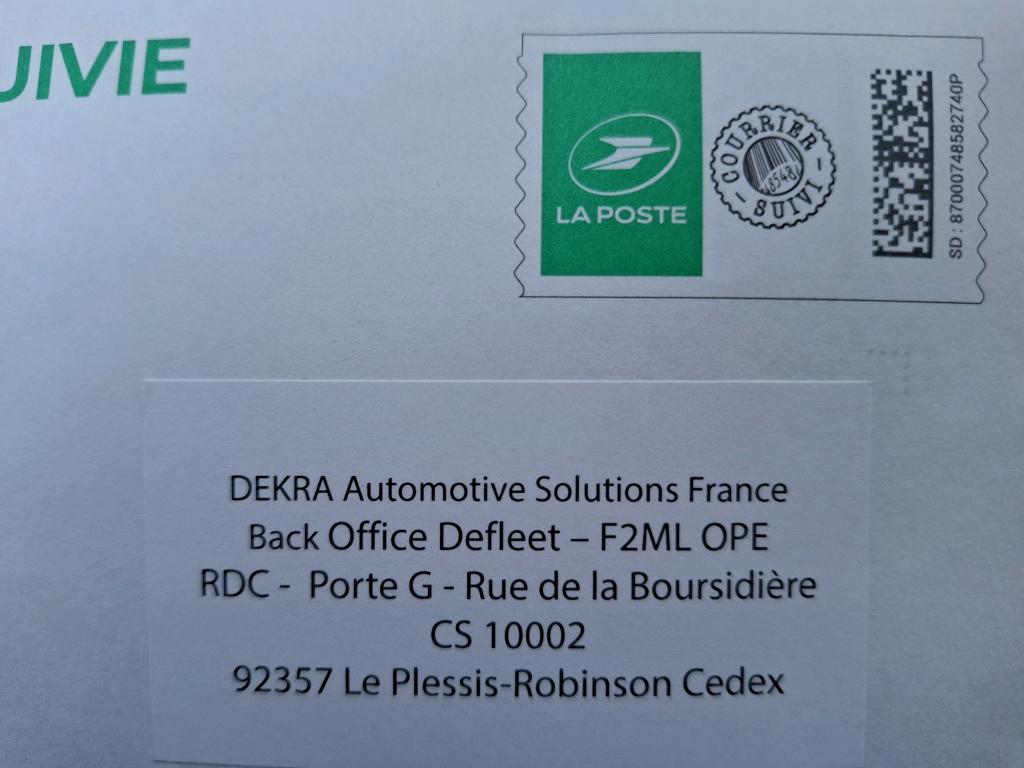 UIVIE
LA POSTE
COURRIER
SUIVI
SD : 87000748582740P
DEKRA Automotive Solutions France
Back Office Defleet – F2ML OPE
RDC - Porte G - Rue de la Boursidière
CS 10002
92357 Le Plessis-Robinson Cedex